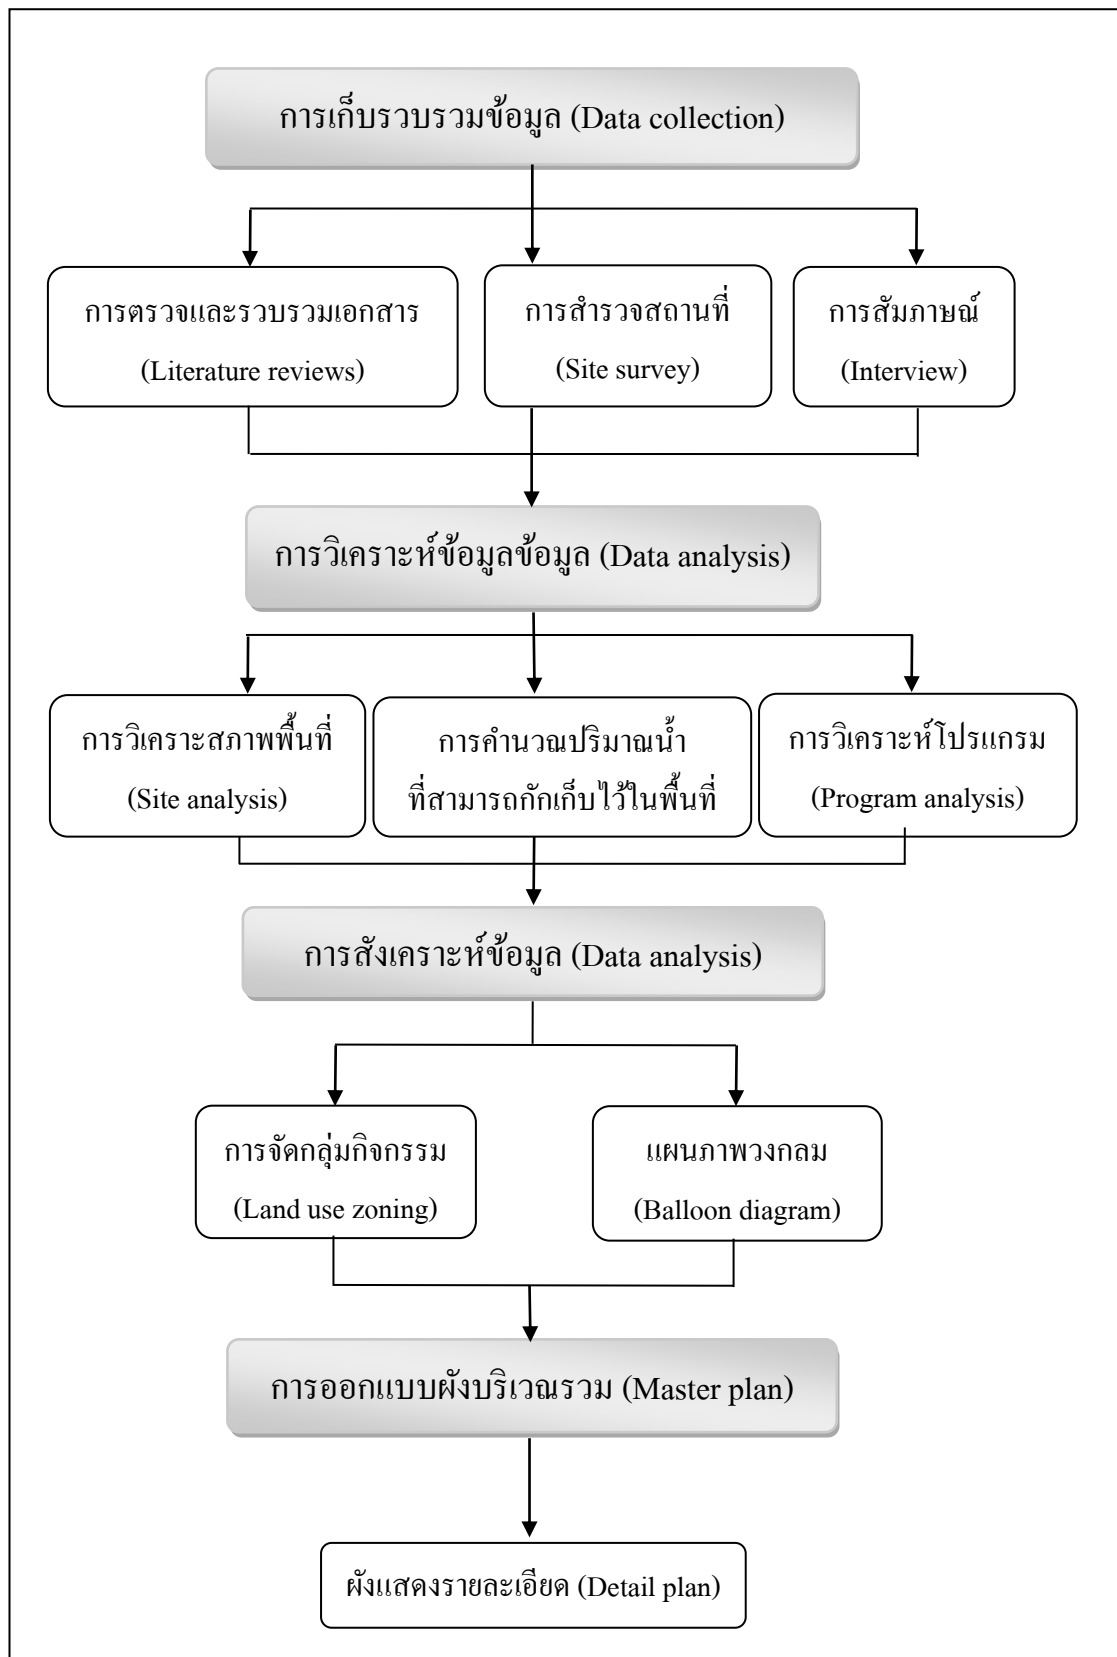 การเก็บรวบรวมข้อมูล (Data collection)
การตรวจและรวบรวมเอกสาร
(Literature reviews)
การสำรวจสถานที่
(Site survey)
การสัมภาษณ์
(Interview)
การวิเคราะห์ข้อมูลข้อมูล (Data analysis)
การวิเคราะสภาพพื้นที่
(Site analysis)
การคำนวณปริมาณน้ำ
ที่สามารถกักเก็บไว้ในพื้นที่
การวิเคราะห์โปรแกรม
(Program analysis)
การสังเคราะห์ข้อมูล (Data analysis)
การจัดกลุ่มกิจกรรม
(Land use zoning)
แผนภาพวงกลม
(Balloon diagram)
การออกแบบผังบริเวณรวม (Master plan)
ผังแสดงรายละเอียด (Detail plan)